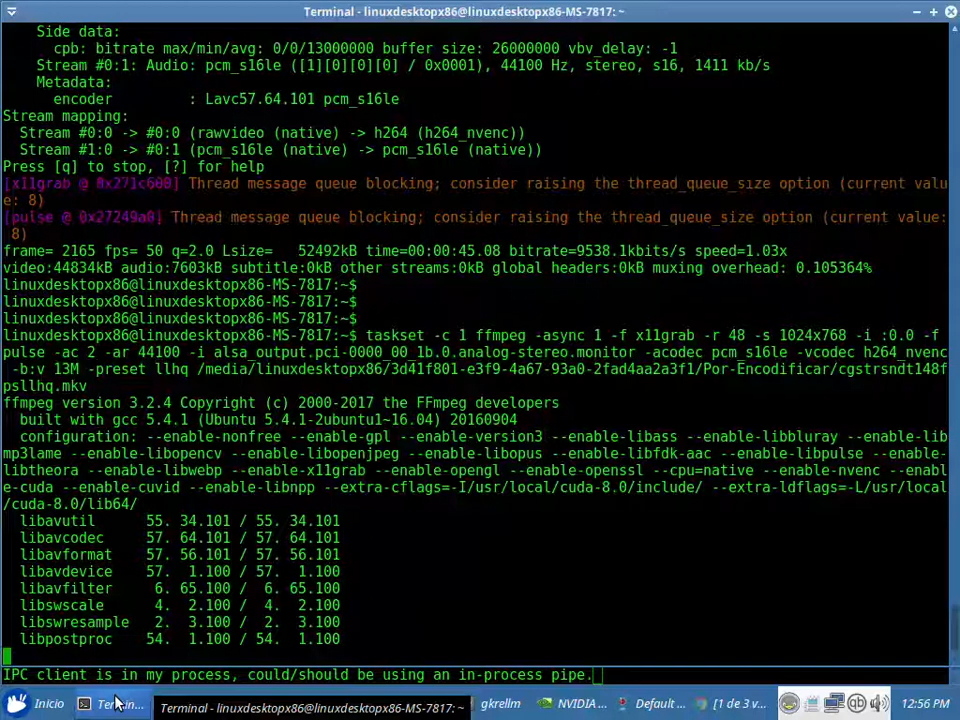 Terminal - linuxdesktopx86@linuxdesktopx86-MS-7817: ~
Side data:
cpb: bitrate max/min/avg: 0/0/13000000 buffer size: 26000000 vbv_delay: -1
Stream #0:1: Audio: pcm_s16le ([1][0][0][0] / 0x0001), 44100 Hz, stereo, s16, 1411 kb/s
Metadata:
encoder : Lavc57.64.101 pcm_s16le
Stream mapping:
Stream #0:0 -> #0:0 (rawvideo (native) -> h264 (h264_nvenc))
Stream #1:0 -> #0:1 (pcm_s16le (native) -> pcm_s16le (native))
Press [q] to stop, [?] for help
[x11grab @ 0x271c600] Thread message queue blocking; consider raising the thread_queue_size option (current valu
e: 8)
[pulse @ 0x27249a0] Thread message queue blocking; consider raising the thread_queue_size option (current value:
8)
frame= 2165 fps= 50 q=2.0 Lsize= 52492kB time=00:00:45.08 bitrate=9538.1kbits/s speed=1.03x
video:44834kB audio:7603kB subtitle:0kB other streams:0kB global headers:0kB muxing overhead: 0.105364%
linuxdesktopx86@linuxdesktopx86-MS-7817:~$
linuxdesktopx86@linuxdesktopx86-MS-7817:~$
linuxdesktopx86@linuxdesktopx86-MS-7817:~$
linuxdesktopx86@linuxdesktopx86-MS-7817:~$ taskset -c 1 ffmpeg -async 1 -f x11grab -r 48 -s 1024x768 -i :0.0 -f
pulse -ac 2 -ar 44100 -i alsa_output.pci-0000_00_1b.0.analog-stereo.monitor -acodec pcm_s16le -vcodec h264_nvenc
-b:v 13M -preset llhq /media/linuxdesktopx86/3d41f801-e3f9-4a67-93a0-2fad4aa2a3f1/Por-Encodificar/cgstrsndt148f
psllhq.mkv
ffmpeg version 3.2.4 Copyright (c) 2000-2017 the FFmpeg developers
built with gcc 5.4.1 (Ubuntu 5.4.1-2ubuntu1~16.04) 20160904
configuration: --enable-nonfree --enable-gpl --enable-version3 --enable-libass --enable-libbluray --enable-lib
mp3lame --enable-libopencv --enable-libopenjpeg --enable-libopus --enable-libfdk-aac --enable-libpulse --enable-
libtheora --enable-libwebp --enable-x11grab --enable-opengl --enable-openssl --cpu=native --enable-nvenc --enabl
e-cuda --enable-cuvid --enable-libnpp --extra-cflags=-I/usr/local/cuda-8.0/include/ --extra-ldflags=-L/usr/local
/cuda-8.0/lib64/
libavutil 55. 34.101 / 55. 34.101
libavcodec 57. 64.101 / 57. 64.101
libavformat 57. 56.101 / 57. 56.101
libavdevice 57. 1.100 / 57. 1.100
libavfilter 6. 65.100 / 6. 65.100
libswscale 4. 2.100 / 4. 2.100
libswresample 2. 3.100 / 2. 3.100
libpostproc 54. 1.100 / 54. 1.100
IPC client is in my process, could/should be using an in-process pipe.
Inicio Termin... Terminal - linuxdesktopx86@linuxdesktopx86-MS-7817: ~ gkrellm NVIDIA ... Default ... [1 de 3 v... qb 12:56 PM